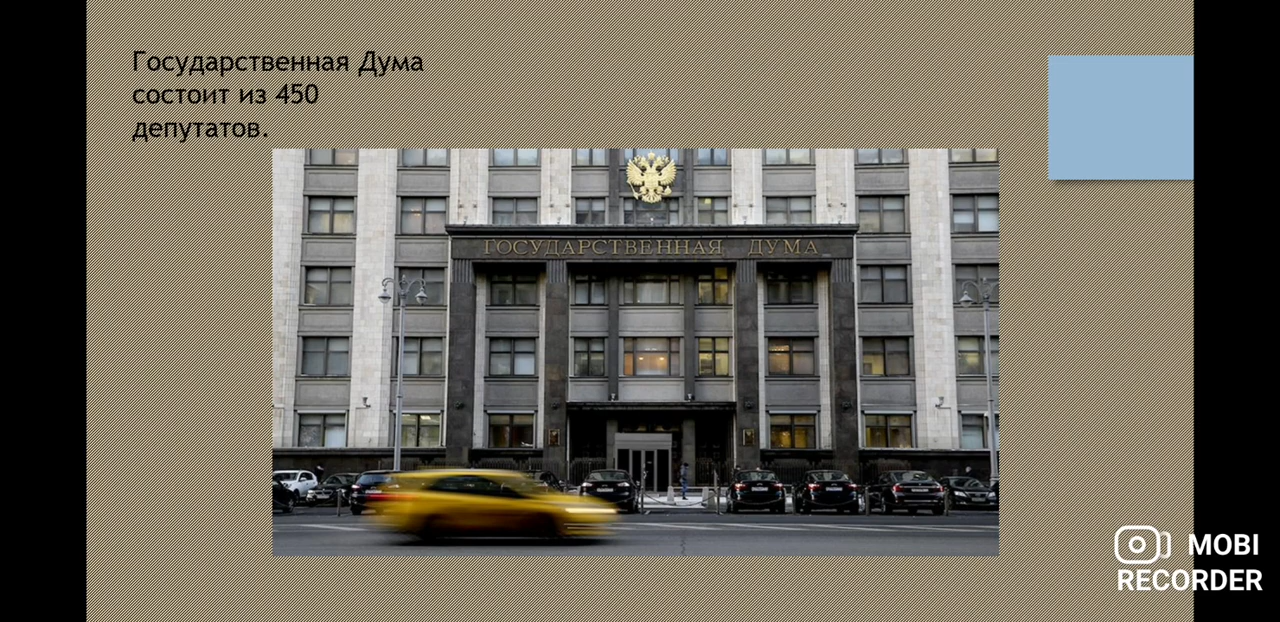 Государственная Дума
состоит из 450
депутатов.
ГОСУДАРСТВЕННАЯ ДУМА
MOBI
RECORDER